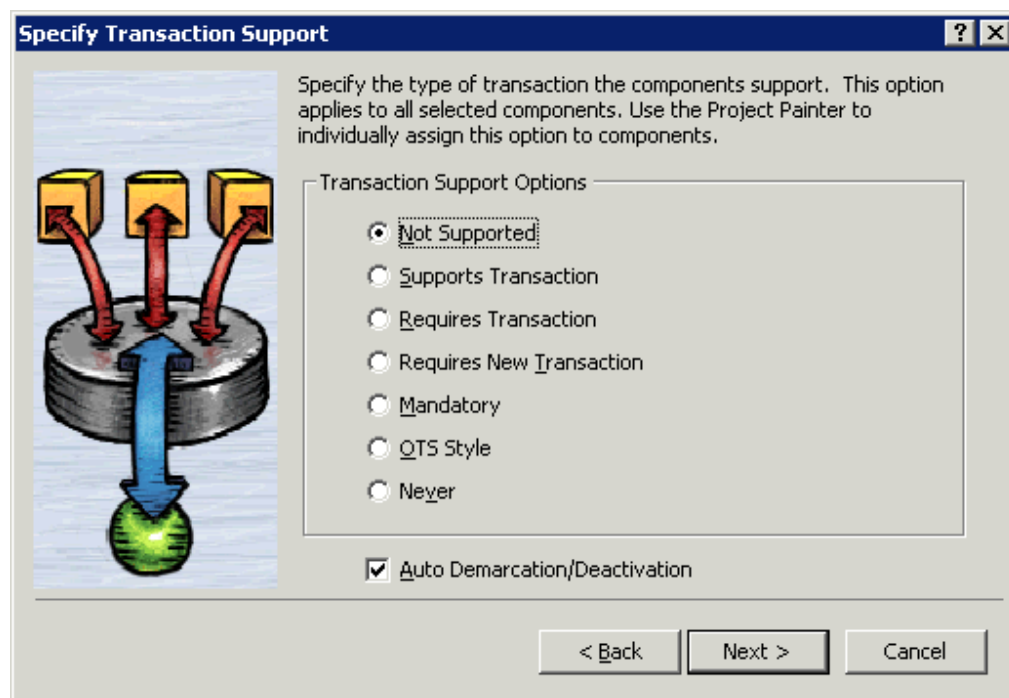 Specify Transaction Support
Specify the type of transaction the components support. This option
applies to all selected components. Use the Project Painter to
individually assign this option to components.
Transaction Support Options
Not Supported
Supports Transaction
Requires Transaction
Requires New Transaction
Mandatory
OTS Style
Never
Auto Demarcation/Deactivation
< Back
Next >
Cancel